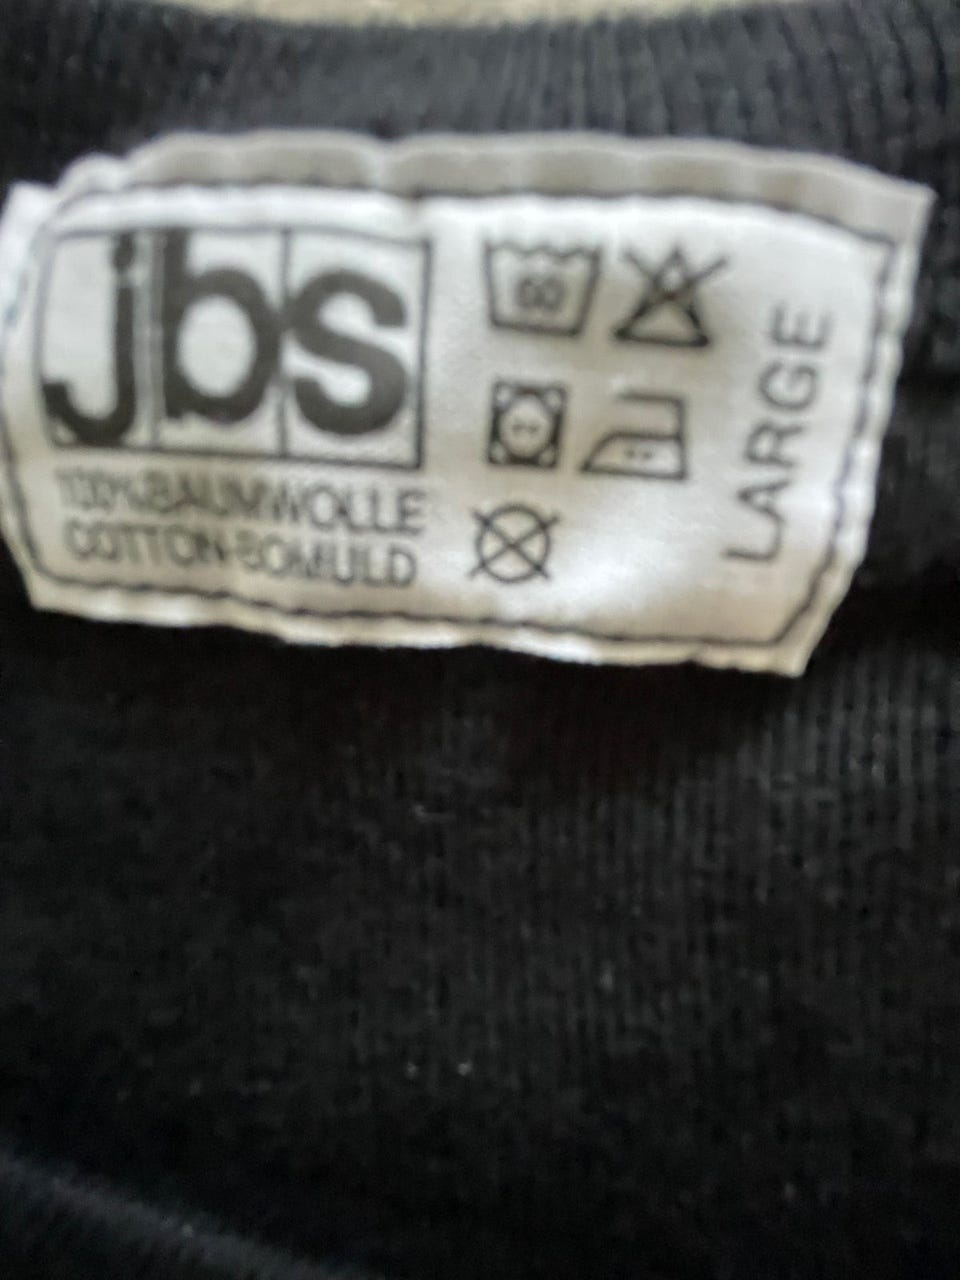 jbs
100% BAUMWOLLE
COTTON-BOMULD
60
LARGE